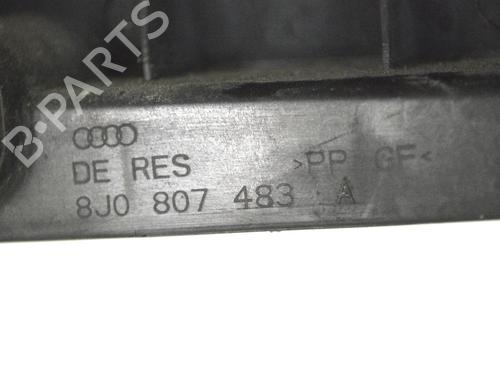 B-PARTS
DE RES >PP GF<
8J0 807 483 A